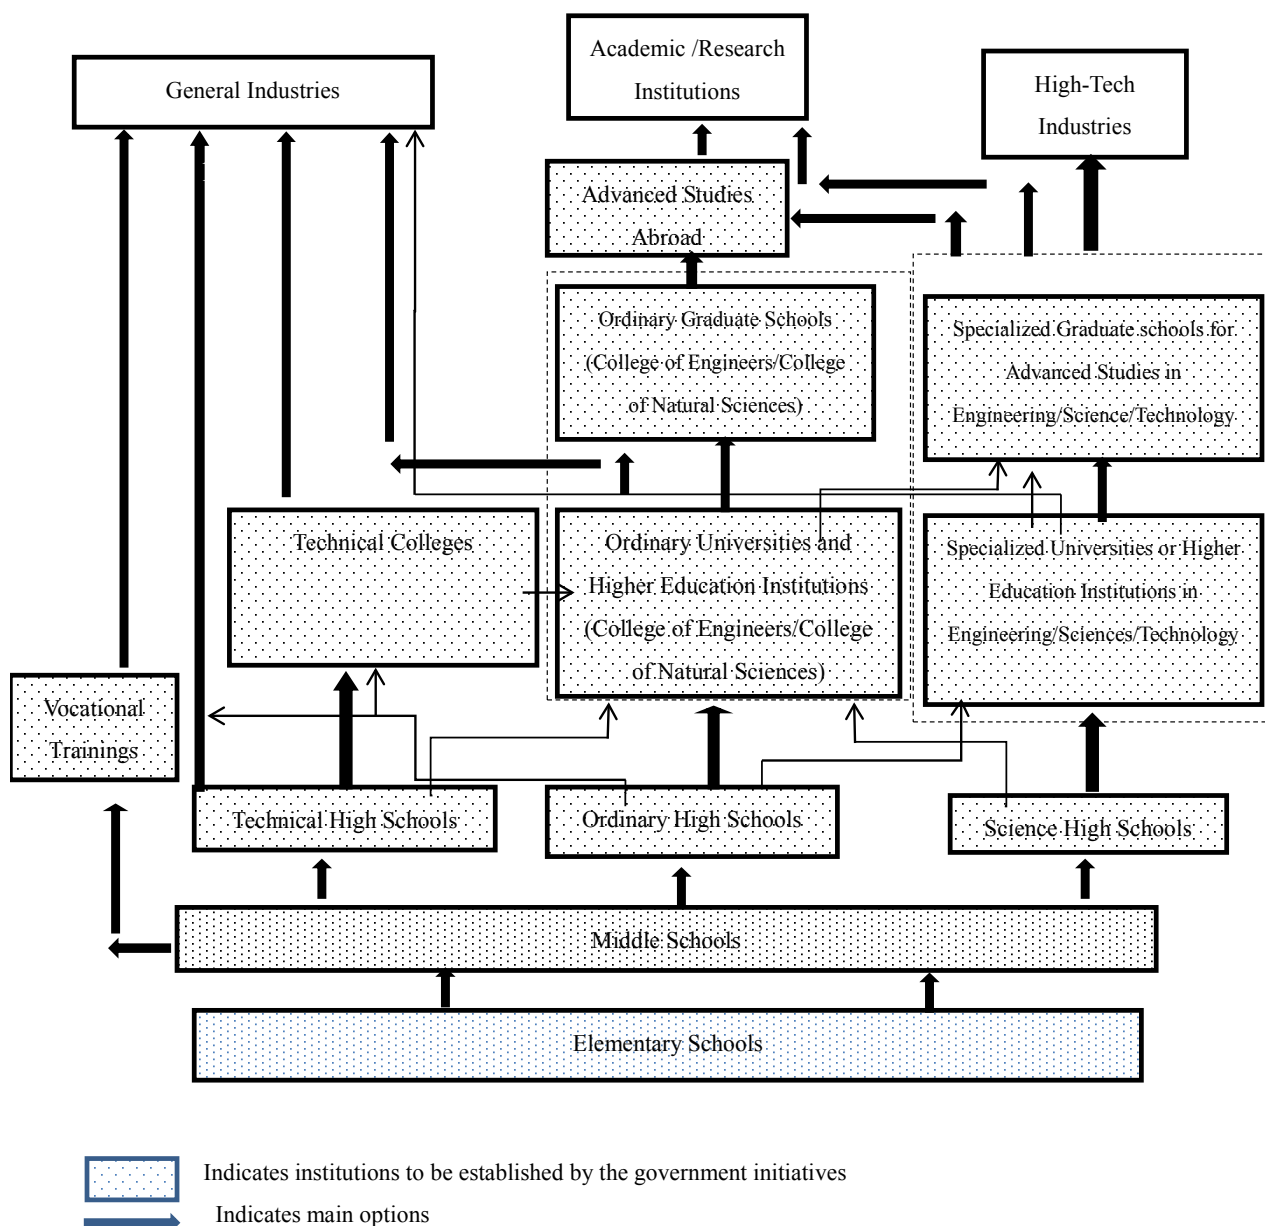 General Industries
Academic /Research
Institutions
High-Tech
Industries
Advanced Studies
Abroad
Ordinary Graduate Schools
(College of Engineers/College
of Natural Sciences)
Specialized Graduate schools for
Advanced Studies in
Engineering/Science/Technology
Technical Colleges
Ordinary Universities and
Higher Education Institutions
(College of Engineers/College
of Natural Sciences)
Specialized Universities or Higher
Education Institutions in
Engineering/Sciences/Technology
Vocational
Trainings
Technical High Schools
Ordinary High Schools
Science High Schools
Middle Schools
Elementary Schools
Indicates institutions to be established by the government initiatives
Indicates main options